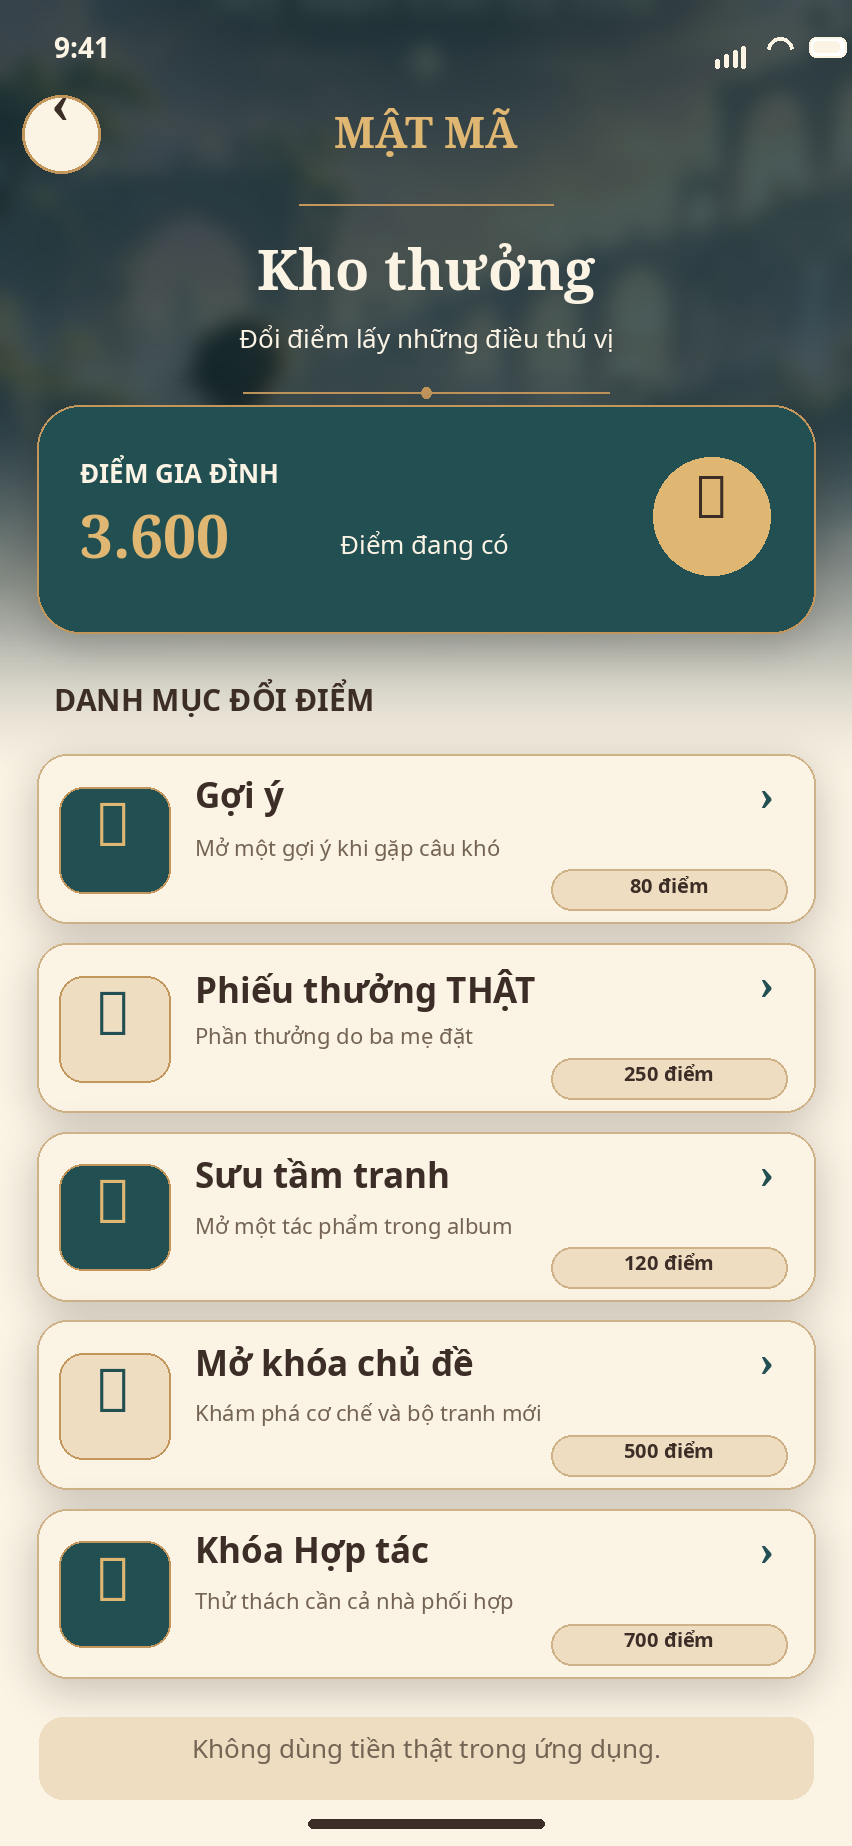 9:41
MẬT MÃ
Kho thưởng
Đổi điểm lấy những điều thú vị
ĐIỂM GIA ĐÌNH
3.600
Điểm đang có
DANH MỤC ĐỔI ĐIỂM
Gợi ý
Mở một gợi ý khi gặp câu khó
80 điểm
Phiếu thưởng THẬT
Phần thưởng do ba mẹ đặt
250 điểm
Sưu tầm tranh
Mở một tác phẩm trong album
120 điểm
Mở khóa chủ đề
Khám phá cơ chế và bộ tranh mới
500 điểm
Khóa Hợp tác
Thử thách cần cả nhà phối hợp
700 điểm
Không dùng tiền thật trong ứng dụng.